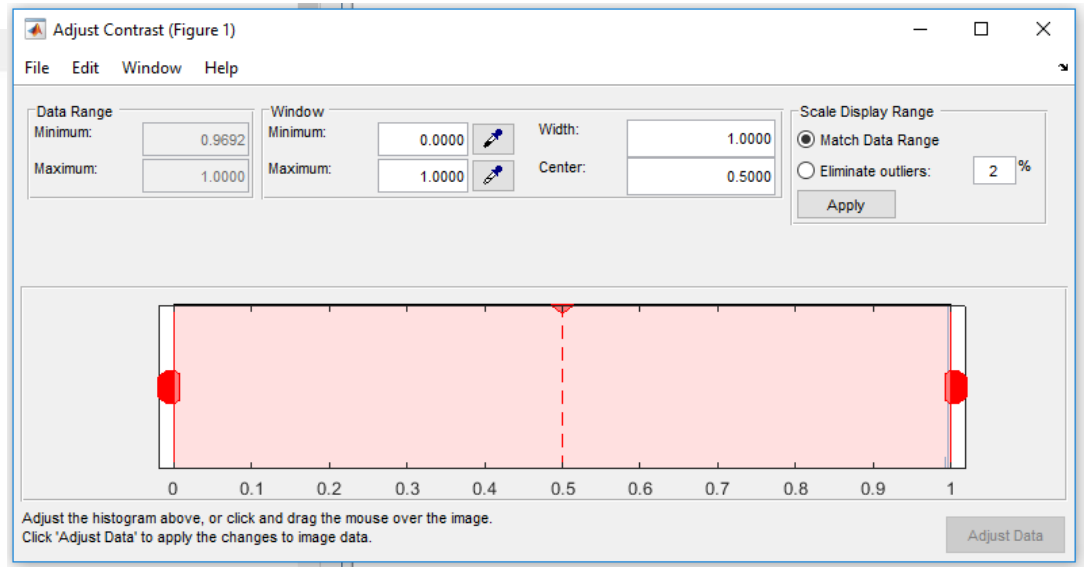 Adjust Contrast (Figure 1)
File Edit Window Help
Data Range
Minimum: 0.9692
Maximum: 1.0000
Window
Minimum: 0.0000
Maximum: 1.0000
Width: 1.0000
Center: 0.5000
Scale Display Range
Match Data Range
Eliminate outliers: 2 %
Apply
0 0.1 0.2 0.3 0.4 0.5 0.6 0.7 0.8 0.9 1
Adjust the histogram above, or click and drag the mouse over the image.
Click 'Adjust Data' to apply the changes to image data.
Adjust Data